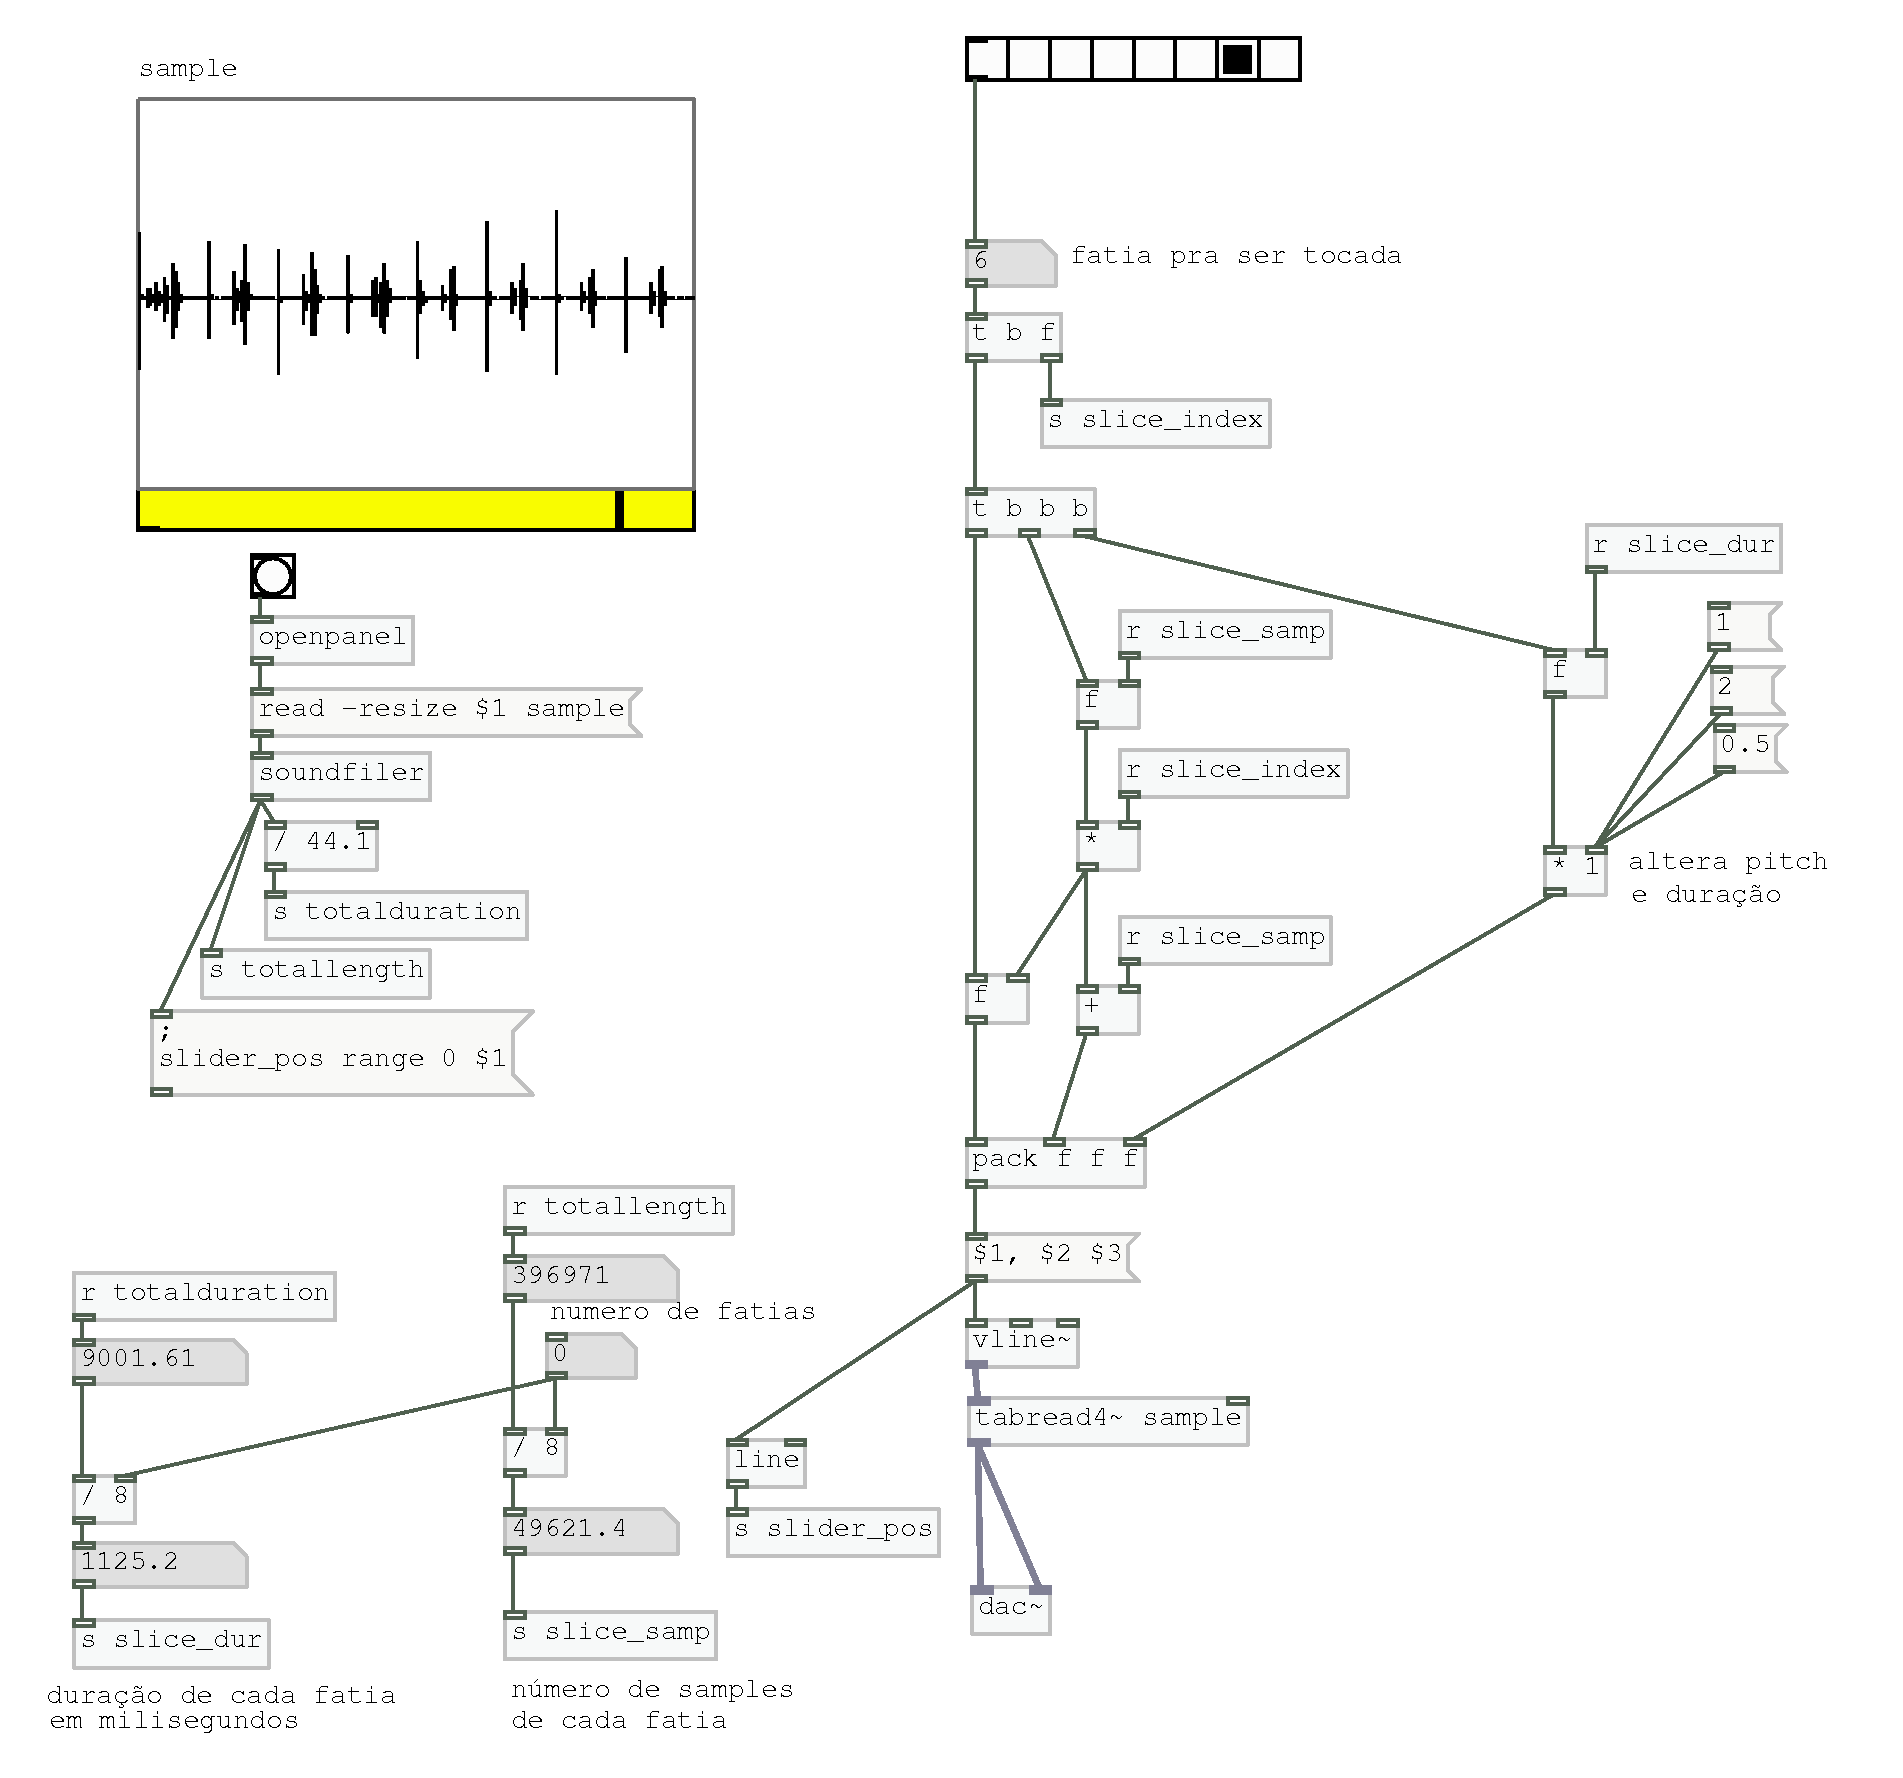 sample
openpanel
read -resize $1 sample
soundfiler
/ 44.1
s totalduration
s totallength
;
slider_pos range 0 $1
r totalduration
9001.61
/ 8
1125.2
s slice_dur
duração de cada fatia
em milisegundos
r totallength
396971
numero de fatias
0
/ 8
49621.4
s slice_samp
número de samples
de cada fatia
6
fatia pra ser tocada
t b f
s slice_index
t b b b
r slice_samp
f
r slice_index
*
r slice_samp
f
+
r slice_dur
f
1
2
0.5
* 1
altera pitch
e duração
pack f f f
$1, $2 $3
vline~
tabread4~ sample
line
s slider_pos
dac~